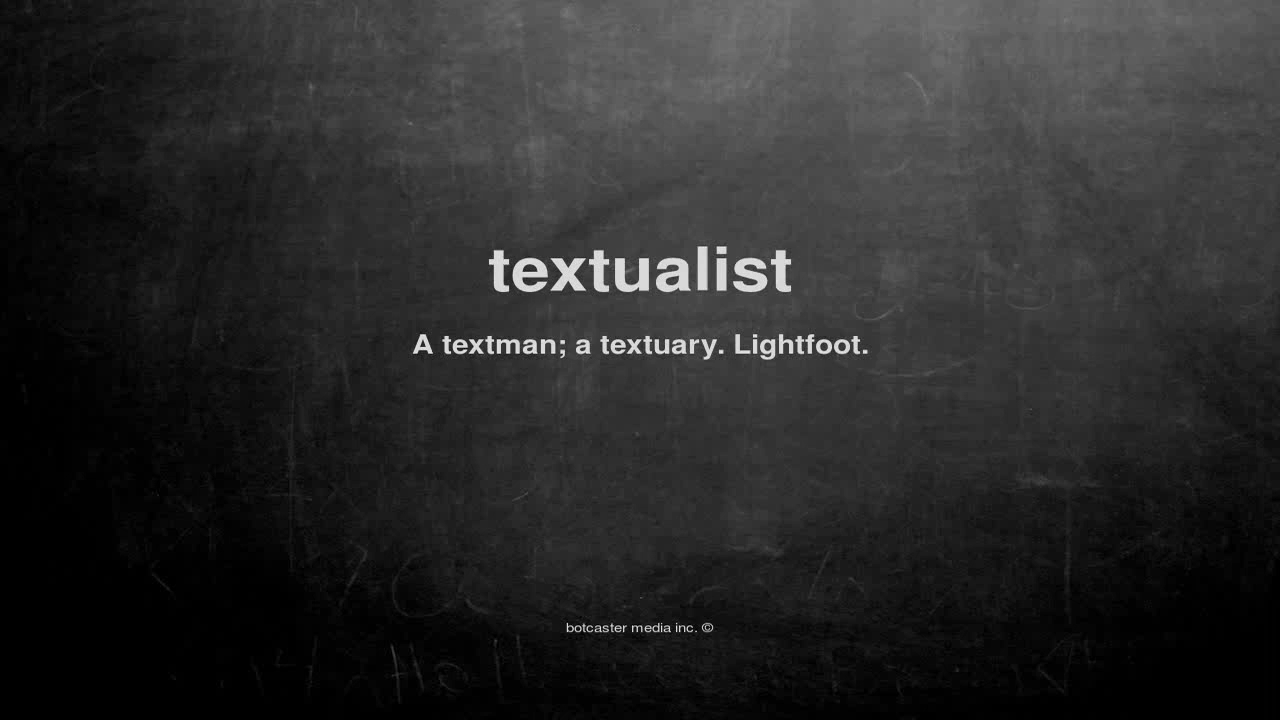 textualist
A textman; a textuary. Lightfoot.
botcaster media inc. ©